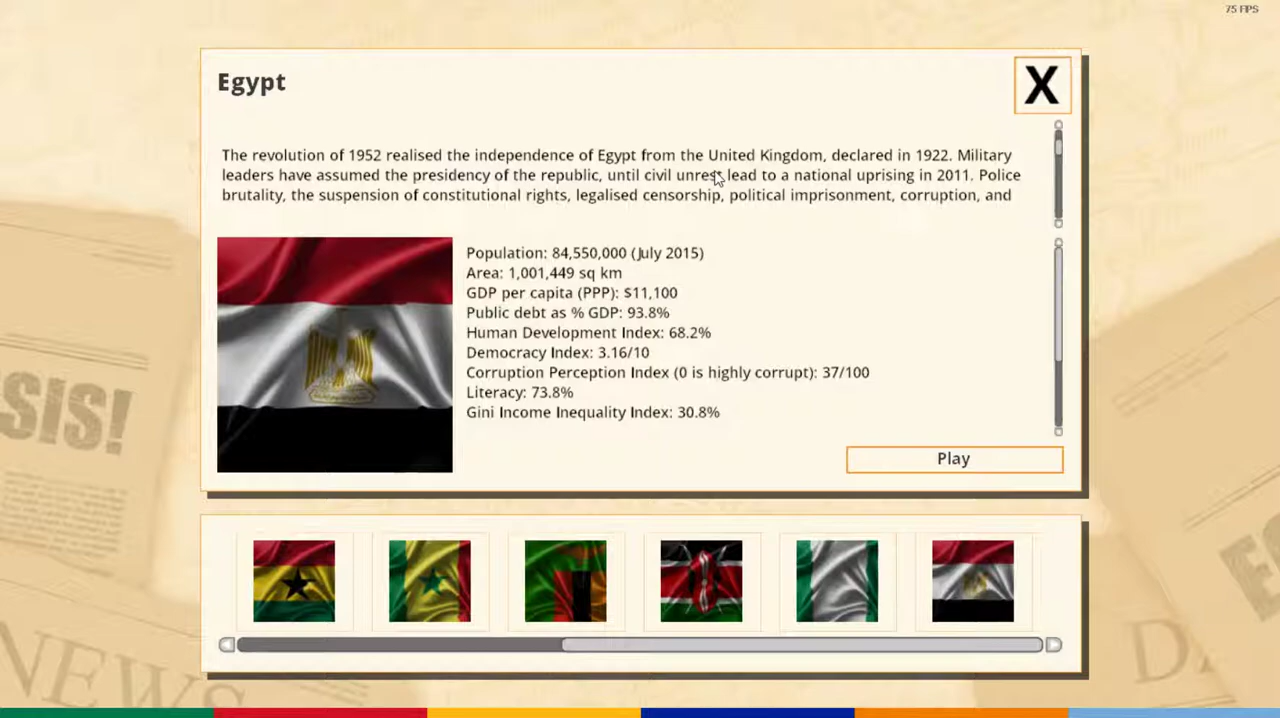 75 FPS
Egypt
X
The revolution of 1952 realised the independence of Egypt from the United Kingdom, declared in 1922. Military
leaders have assumed the presidency of the republic, until civil unrest lead to a national uprising in 2011. Police
brutality, the suspension of constitutional rights, legalised censorship, political imprisonment, corruption, and
Population: 84,550,000 (July 2015)
Area: 1,001,449 sq km
GDP per capita (PPP): $11,100
Public debt as % GDP: 93.8%
Human Development Index: 68.2%
Democracy Index: 3.16/10
Corruption Perception Index (0 is highly corrupt): 37/100
Literacy: 73.8%
Gini Income Inequality Index: 30.8%
Play
SIS!
NEWS